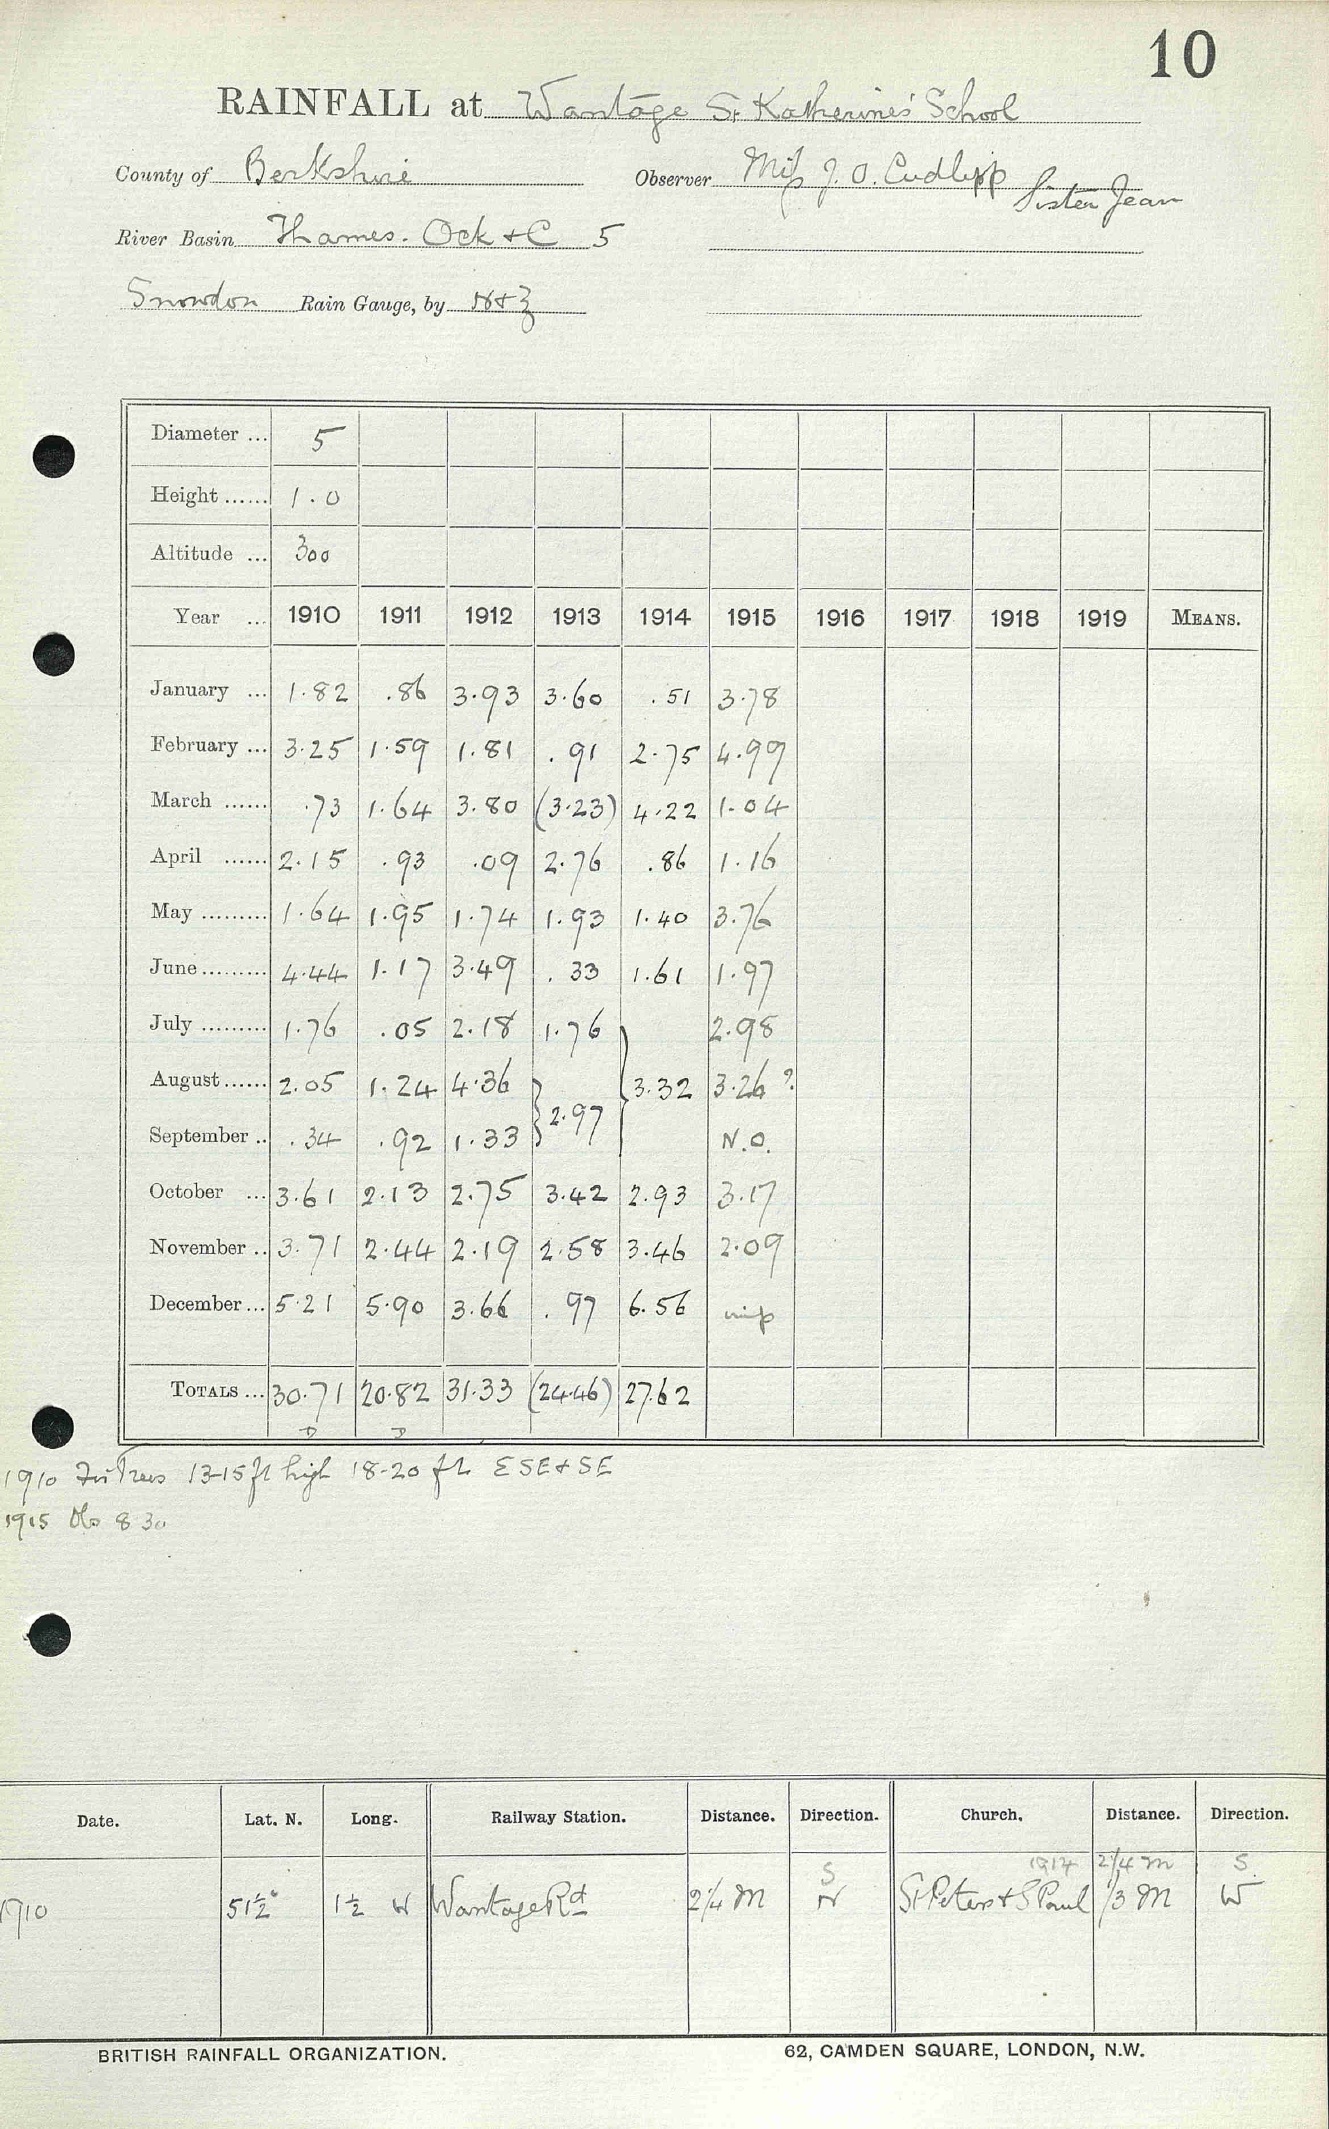 10
RAINFALL at Wantage St Katherine's School
County of Berkshire Observer Miss J. O. Cudlipp
Sister Jean
River Basin Thames. Ock + C 5
Snowdon Rain Gauge, by N+Z
Diameter ... 5
Height ...... 1.0
Altitude ... 300
Year ... 1910 1911 1912 1913 1914 1915 1916 1917 1918 1919 MEANS.
January ... 1.82 .86 3.93 3.60 .51 3.78
February ... 3.25 1.59 1.81 .91 2.75 4.99
March ...... .73 1.64 3.80 (3.23) 4.22 1.04
April ...... 2.15 .93 .09 2.76 .86 1.16
May ......... 1.64 1.95 1.74 1.93 1.40 3.76
June ......... 4.44 1.17 3.49 .33 1.61 1.97
July ......... 1.76 .05 2.18 1.76 2.98
August ...... 2.05 1.24 4.36 3.32 3.26 ?
2.97
September .. .34 .92 1.33 N.O.
October ... 3.61 2.13 2.75 3.42 2.93 3.17
November .. 3.71 2.44 2.19 2.58 3.46 2.09
December ... 5.21 5.90 3.66 .97 6.56 miss
TOTALS ... 30.71 20.82 31.33 (24.46) 27.62
D D
1910 Fir Trees 13-15 ft high 18-20 ft ESE + SE
1915 Obs 8 30
Date. Lat. N. Long. Railway Station. Distance. Direction. Church. Distance. Direction.
S 1914 2¼ m S
1910 51½° 1½ W Wantage Rd 2¼ M N St Peters + S Paul 1/3 M W
BRITISH RAINFALL ORGANIZATION. 62, CAMDEN SQUARE, LONDON, N.W.